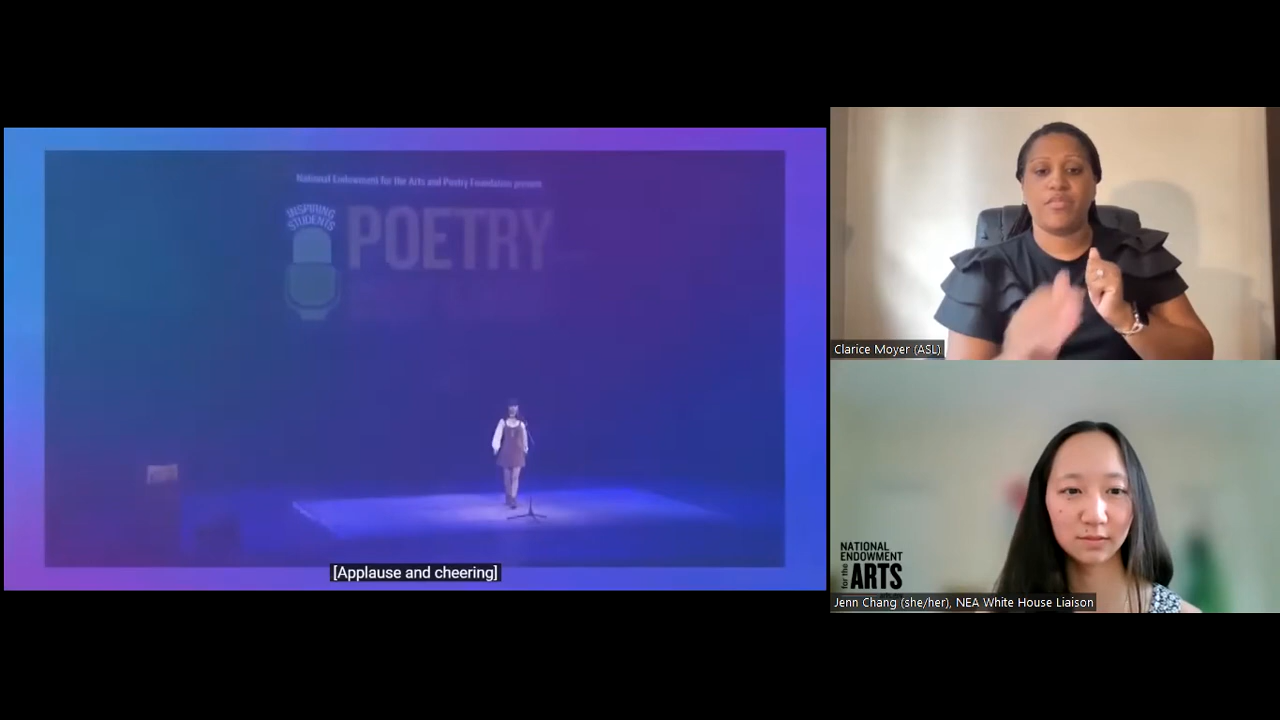 National Endowment for the Arts and Poetry Foundation present
INSPIRING
STUDENTS
POETRY
[Applause and cheering]
Clarice Moyer (ASL)
NATIONAL
ENDOWMENT
for the ARTS
Jenn Chang (she/her), NEA White House Liaison